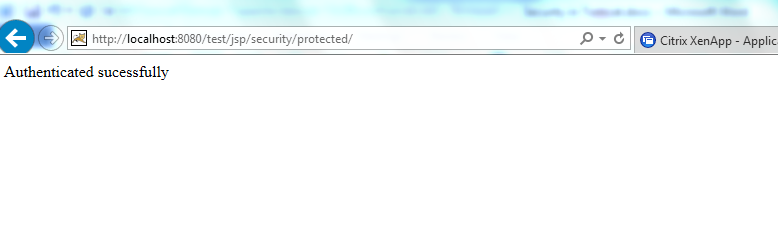 http://localhost:8080/test/jsp/security/protected/
Citrix XenApp - Applic
Authenticated sucessfully